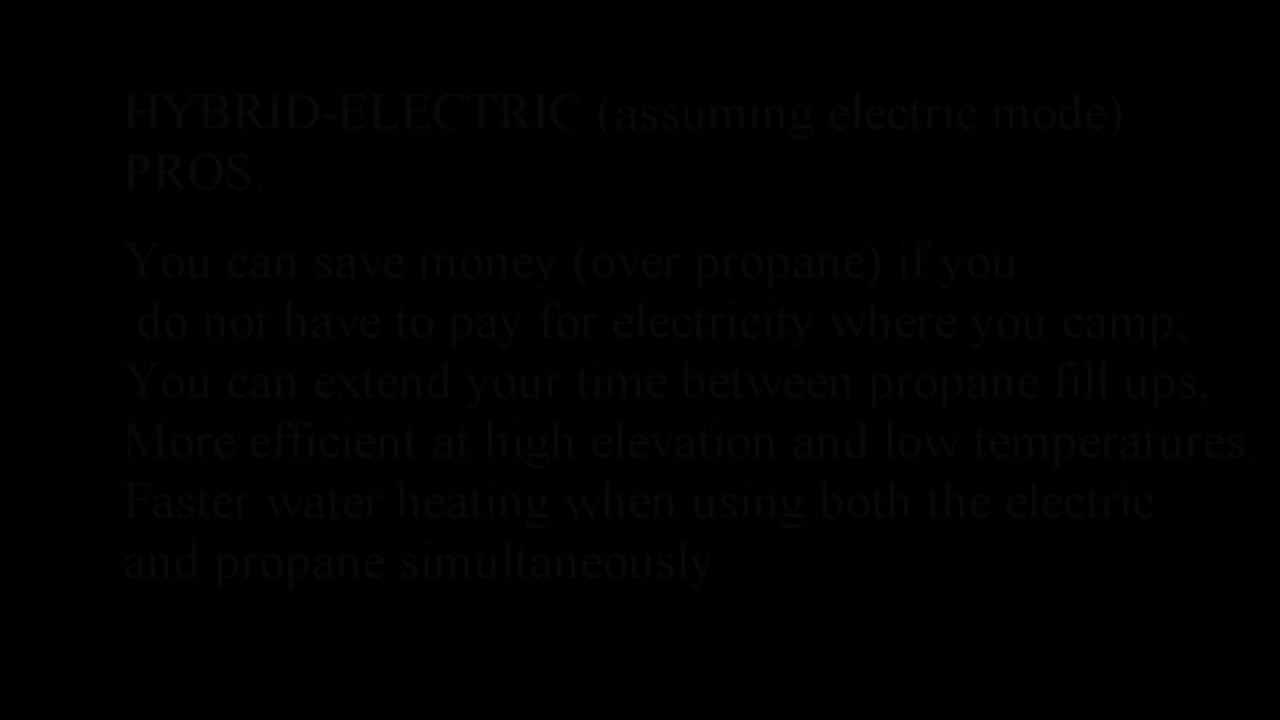 HYBRID-ELECTRIC (assuming electric mode)
PROS:
You can save money (over propane) if you
do not have to pay for electricity where you camp;
You can extend your time between propane fill ups;
More efficient at high elevation and low temperatures.
Faster water heating when using both the electric
and propane simultaneously